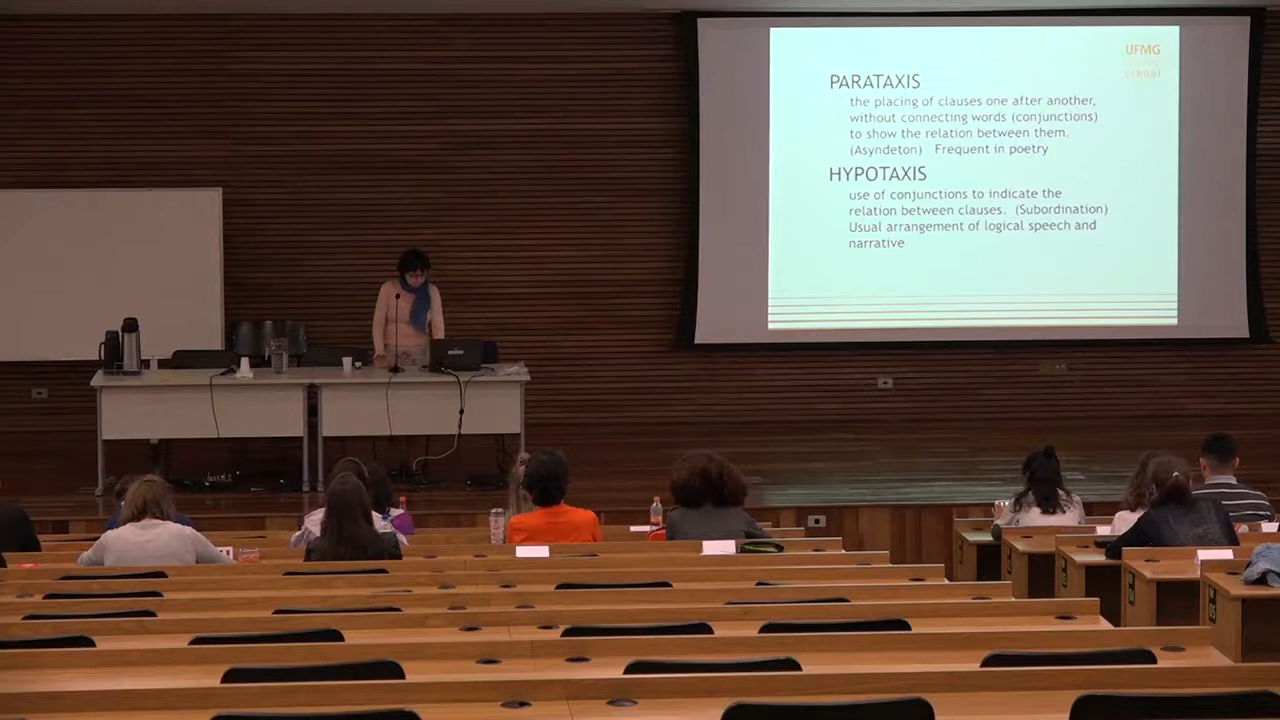 UFMG
school
PARATAXIS
the placing of clauses one after another,
without connecting words (conjunctions)
to show the relation between them.
(Asyndeton) Frequent in poetry
HYPOTAXIS
use of conjunctions to indicate the
relation between clauses. (Subordination)
Usual arrangement of logical speech and
narrative